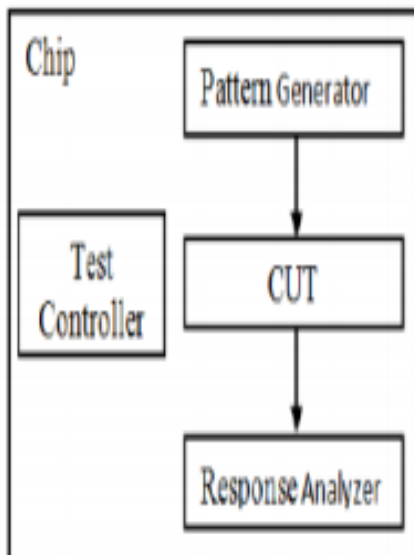 Chip
Pattern Generator
Test
Controller
CUT
Response Analyzer